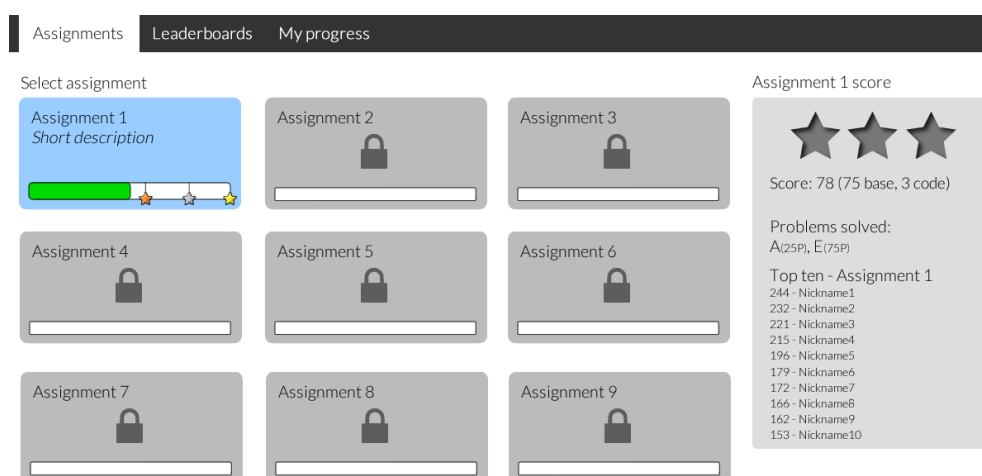 Assignments Leaderboards My progress
Select assignment
Assignment 1
Short description
Assignment 2
Assignment 3
Assignment 4
Assignment 5
Assignment 6
Assignment 7
Assignment 8
Assignment 9
Assignment 1 score
Score: 78 (75 base, 3 code)
Problems solved:
A(25P), E(75P)
Top ten - Assignment 1
244 - Nickname1
232 - Nickname2
221 - Nickname3
215 - Nickname4
196 - Nickname5
179 - Nickname6
172 - Nickname7
166 - Nickname8
162 - Nickname9
153 - Nickname10